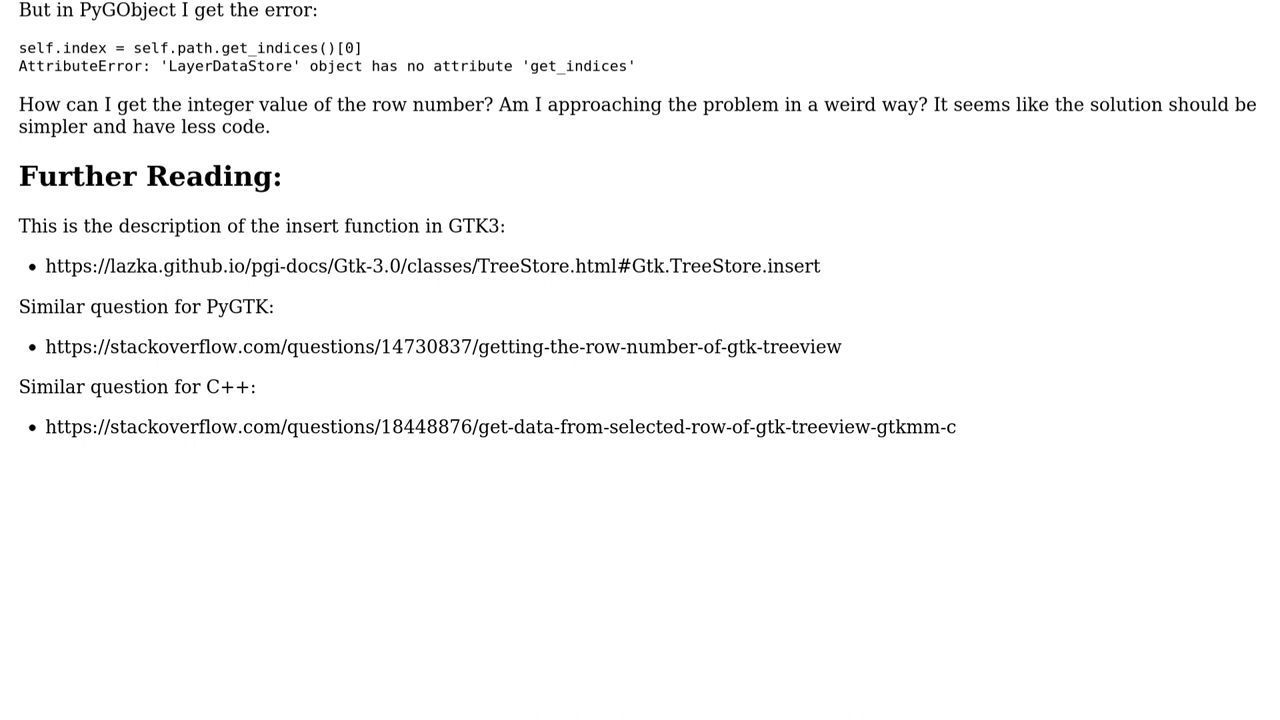 But in PyGObject I get the error:
self.index = self.path.get_indices()[0]
AttributeError: 'LayerDataStore' object has no attribute 'get_indices'
How can I get the integer value of the row number? Am I approaching the problem in a weird way? It seems like the solution should be
simpler and have less code.
Further Reading:
This is the description of the insert function in GTK3:
• https://lazka.github.io/pgi-docs/Gtk-3.0/classes/TreeStore.html#Gtk.TreeStore.insert
Similar question for PyGTK:
• https://stackoverflow.com/questions/14730837/getting-the-row-number-of-gtk-treeview
Similar question for C++:
• https://stackoverflow.com/questions/18448876/get-data-from-selected-row-of-gtk-treeview-gtkmm-c